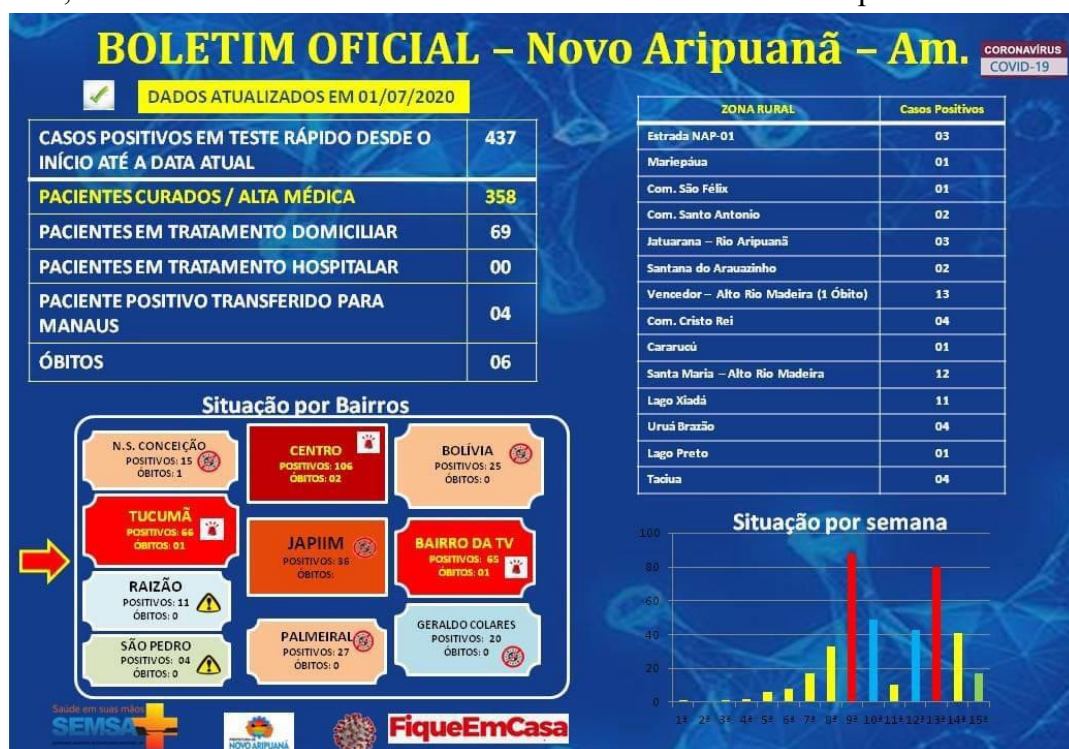 BOLETIM OFICIAL – Novo Aripuanã – Am.
CORONAVÍRUS
COVID-19
DADOS ATUALIZADOS EM 01/07/2020
CASOS POSITIVOS EM TESTE RÁPIDO DESDE O INÍCIO ATÉ A DATA ATUAL 437
PACIENTES CURADOS / ALTA MÉDICA 358
PACIENTES EM TRATAMENTO DOMICILIAR 69
PACIENTES EM TRATAMENTO HOSPITALAR 00
PACIENTE POSITIVO TRANSFERIDO PARA MANAUS 04
ÓBITOS 06
ZONA RURAL Casos Positivos
Estrada NAP-01 03
Mariepáua 01
Com. São Félix 01
Com. Santo Antonio 02
Jatuarana – Rio Aripuanã 03
Santana do Arauazinho 02
Vencedor – Alto Rio Madeira (1 Óbito) 13
Com. Cristo Rei 04
Cararucú 01
Santa Maria – Alto Rio Madeira 12
Lago Xiadá 11
Uruá Brazão 04
Lago Preto 01
Taciua 04
Situação por Bairros
N.S. CONCEIÇÃO
POSITIVOS: 15
ÓBITOS: 1
CENTRO
POSITIVOS: 106
ÓBITOS: 02
BOLÍVIA
POSITIVOS: 25
ÓBITOS: 0
TUCUMÃ
POSITIVOS: 66
ÓBITOS: 01
JAPIIM
POSITIVOS: 36
ÓBITOS:
BAIRRO DA TV
POSITIVOS: 65
ÓBITOS: 01
RAIZÃO
POSITIVOS: 11
ÓBITOS: 0
SÃO PEDRO
POSITIVOS: 04
ÓBITOS: 0
PALMEIRAL
POSITIVOS: 27
ÓBITOS: 0
GERALDO COLARES
POSITIVOS: 20
ÓBITOS: 0
Situação por semana
100
80
60
40
20
0
1ª 2ª 3ª 4ª 5ª 6ª 7ª 8ª 9ª 10ª 11ª 12ª 13ª 14ª 15ª
Saúde em suas mãos
SEMSA
NOVO ARIPUANÃ
FiqueEmCasa